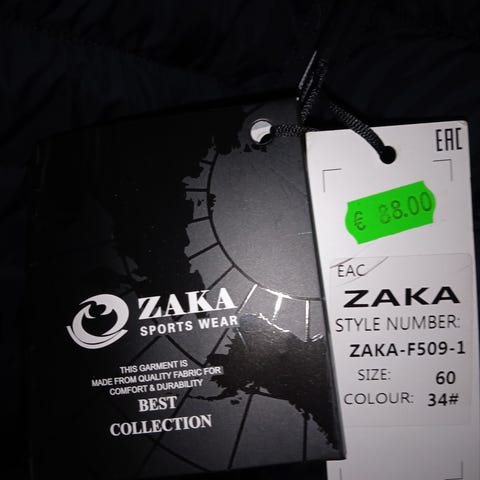 ZAKA
SPORTS WEAR
THIS GARMENT IS
MADE FROM QUALITY FABRIC FOR
COMFORT & DURABILITY
BEST
COLLECTION
EAC
€ 88.00
EAC
ZAKA
STYLE NUMBER:
ZAKA-F509-1
SIZE: 60
COLOUR: 34#